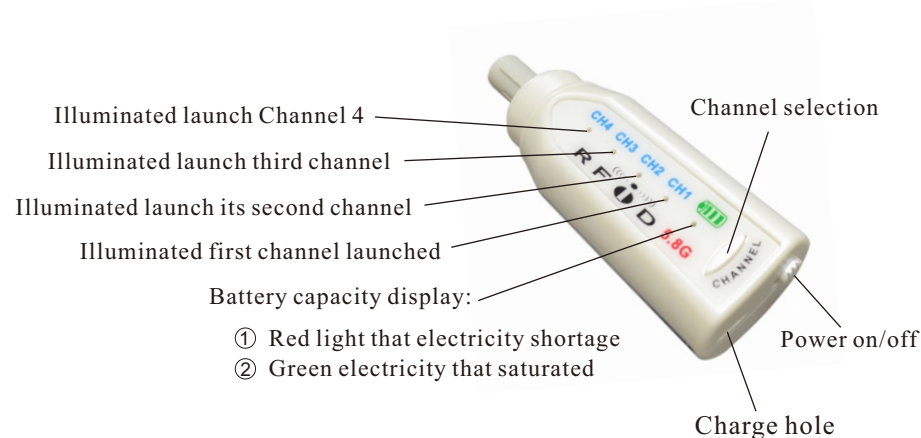 Illuminated launch Channel 4
Illuminated launch third channel
Illuminated launch its second channel
Illuminated first channel launched
Battery capacity display:
① Red light that electricity shortage
② Green electricity that saturated
Channel selection
Power on/off
Charge hole
CH4 CH3 CH2 CH1
RFiD
5.8G
CHANNEL